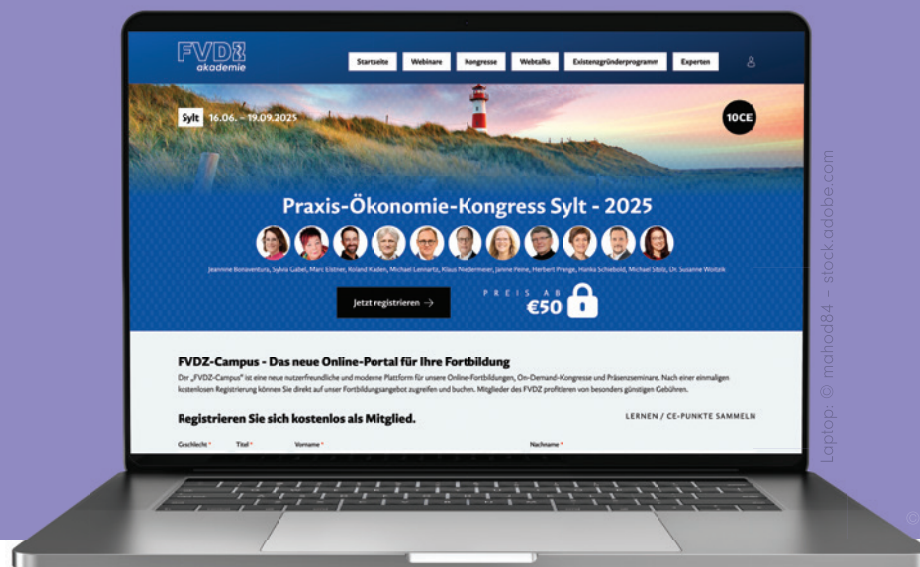 FVDZ
akademie
Startseite Webinare Kongresse Webtalks Existenzgründerprogramm Experten
Sylt 16.06. – 19.09.2025
10CE
Praxis-Ökonomie-Kongress Sylt - 2025
Jeannine Bonaventura, Sylvia Gabel, Marc Elstner, Roland Kaden, Michael Lennartz, Klaus Niedermeier, Janine Peine, Herbert Prange, Hanka Schiebold, Michael Stolz, Dr. Susanne Woitzik
Jetzt registrieren →
PREIS AB
€50
FVDZ-Campus - Das neue Online-Portal für Ihre Fortbildung
Der „FVDZ-Campus" ist eine neue nutzerfreundliche und moderne Plattform für unsere Online-Fortbildungen, On-Demand-Kongresse und Präsenzseminare. Nach einer einmaligen
kostenlosen Registrierung können Sie direkt auf unser Fortbildungsangebot zugreifen und buchen. Mitglieder des FVDZ profitieren von besonders günstigen Gebühren.
Registrieren Sie sich kostenlos als Mitglied.
LERNEN / CE-PUNKTE SAMMELN
Geschlecht * Titel * Vorname * Nachname *
Laptop: © mahod84 – stock.adobe.com
©